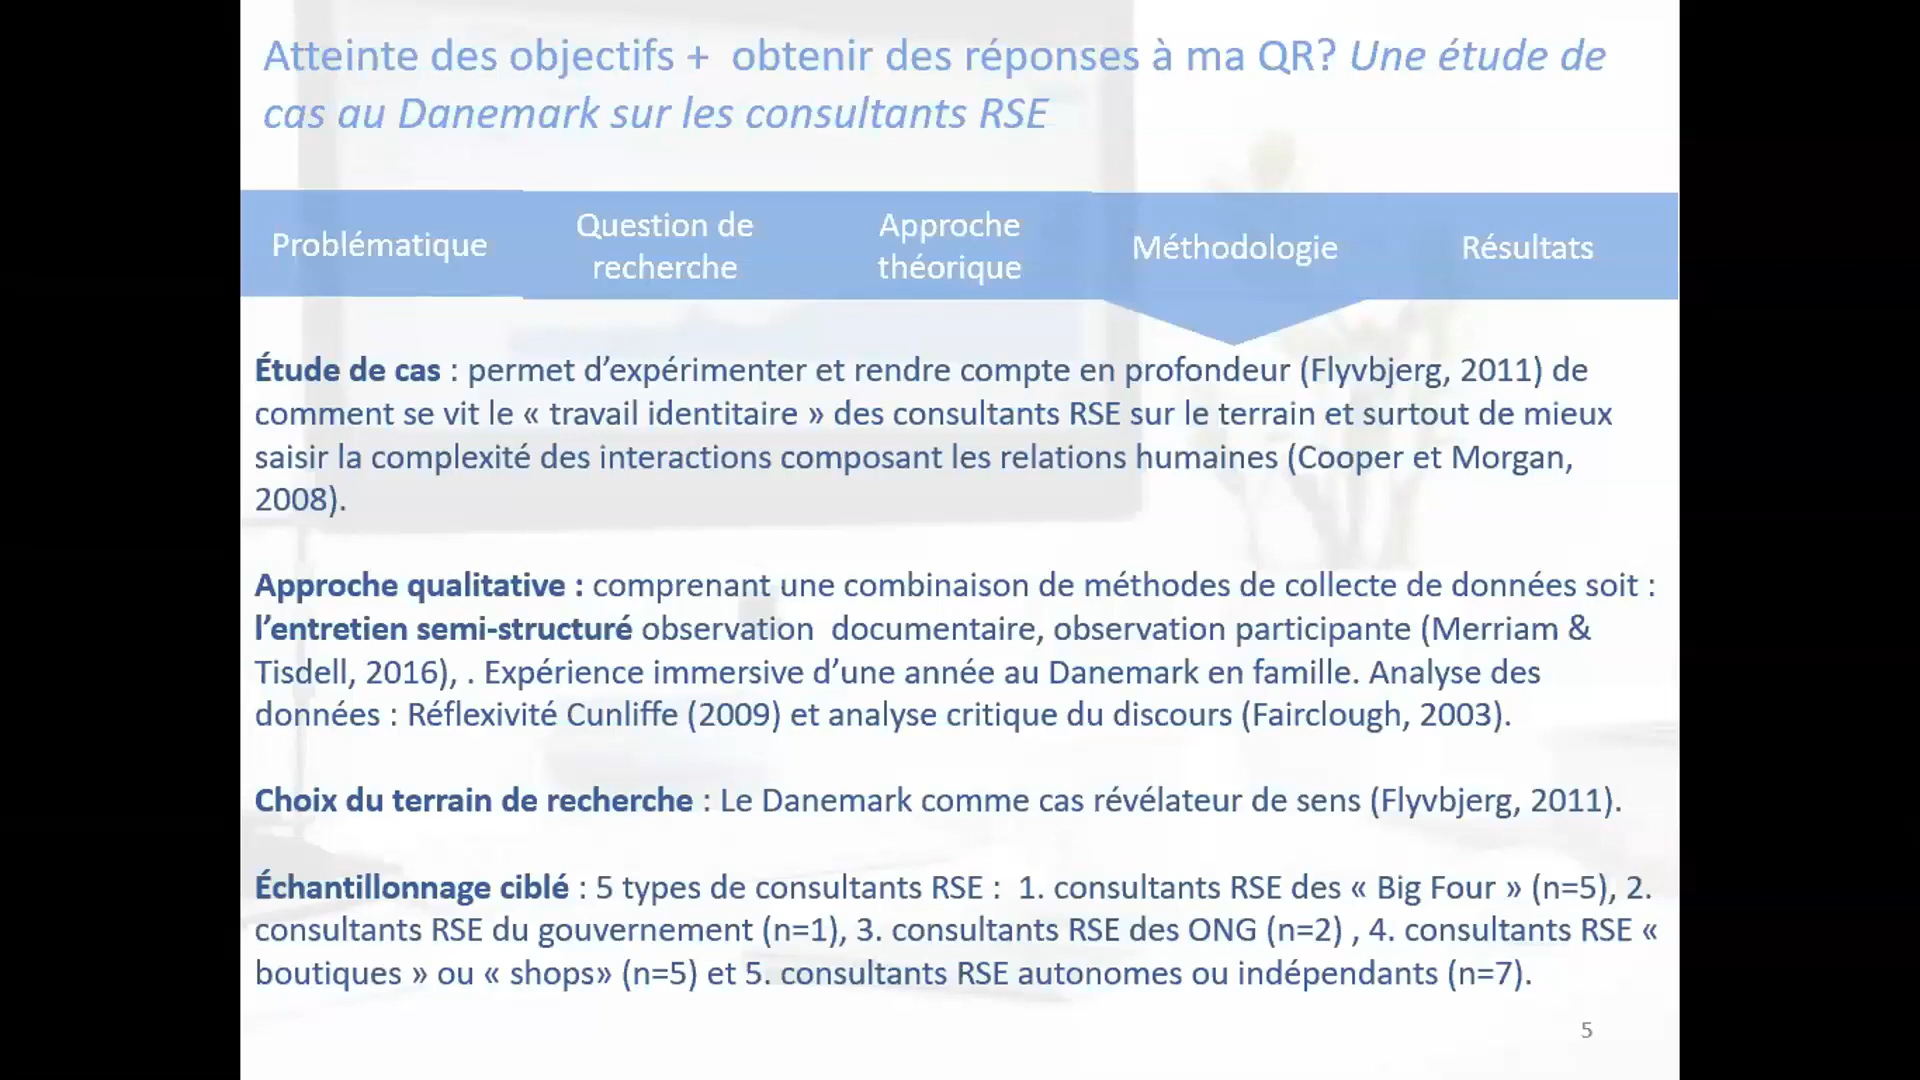 Atteinte des objectifs +  obtenir des réponses à ma QR? Une étude de
cas au Danemark sur les consultants RSE
Problématique
Question de
recherche
Approche
théorique
Méthodologie
Résultats
Étude de cas : permet d’expérimenter et rendre compte en profondeur (Flyvbjerg, 2011) de
comment se vit le « travail identitaire » des consultants RSE sur le terrain et surtout de mieux
saisir la complexité des interactions composant les relations humaines (Cooper et Morgan,
2008).
Approche qualitative : comprenant une combinaison de méthodes de collecte de données soit :
l’entretien semi-structuré observation  documentaire, observation participante (Merriam &
Tisdell, 2016), . Expérience immersive d’une année au Danemark en famille. Analyse des
données : Réflexivité Cunliffe (2009) et analyse critique du discours (Fairclough, 2003).
Choix du terrain de recherche : Le Danemark comme cas révélateur de sens (Flyvbjerg, 2011).
Échantillonnage ciblé : 5 types de consultants RSE :  1. consultants RSE des « Big Four » (n=5), 2.
consultants RSE du gouvernement (n=1), 3. consultants RSE des ONG (n=2) , 4. consultants RSE «
boutiques » ou « shops» (n=5) et 5. consultants RSE autonomes ou indépendants (n=7).
5